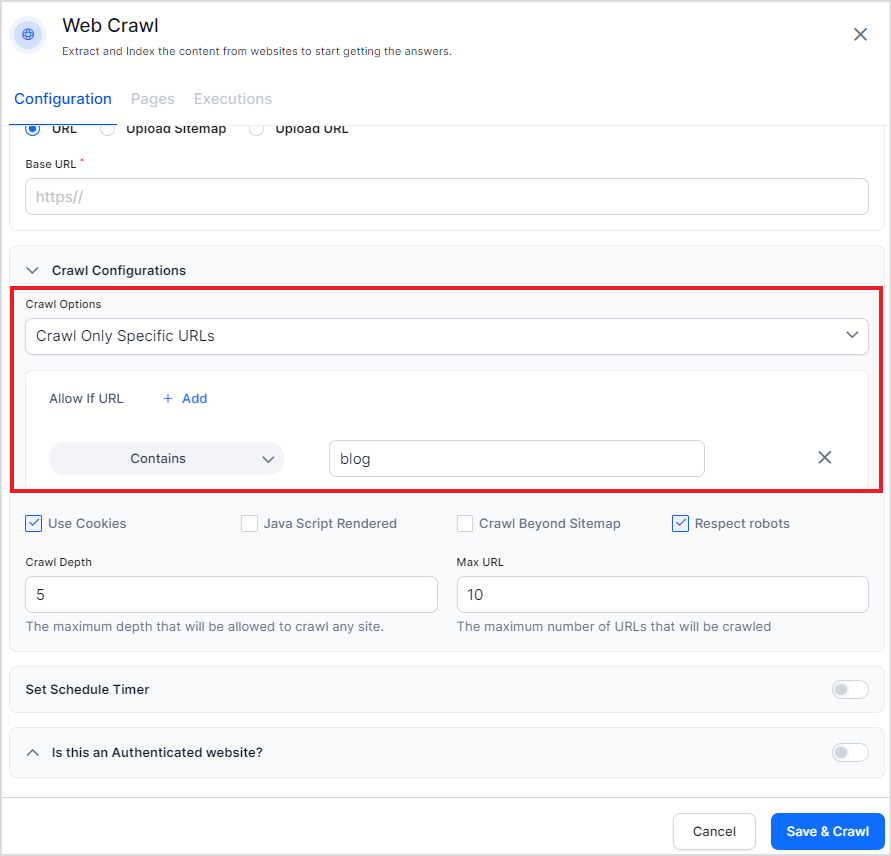 Web Crawl
Extract and Index the content from websites to start getting the answers.
Configuration Pages Executions
URL Upload Sitemap Upload URL
Base URL *
https//
Crawl Configurations
Crawl Options
Crawl Only Specific URLs
Allow If URL + Add
Contains blog
Use Cookies Java Script Rendered Crawl Beyond Sitemap Respect robots
Crawl Depth Max URL
5 10
The maximum depth that will be allowed to crawl any site. The maximum number of URLs that will be crawled
Set Schedule Timer
Is this an Authenticated website?
Cancel Save & Crawl